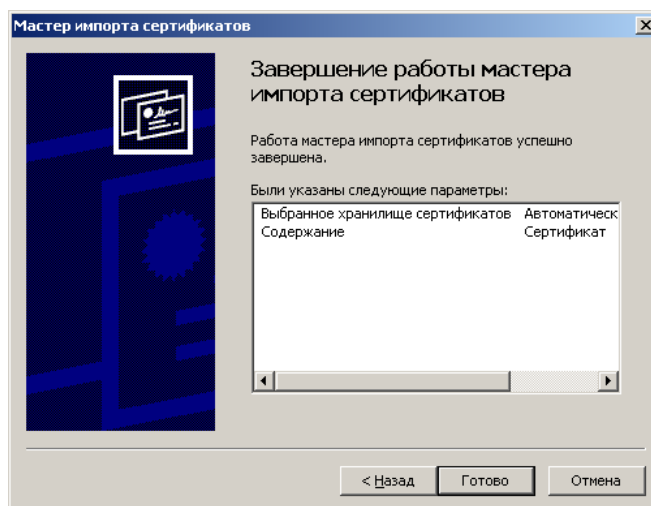 Мастер импорта сертификатов
Завершение работы мастера
импорта сертификатов
Работа мастера импорта сертификатов успешно
завершена.
Были указаны следующие параметры:
Выбранное хранилище сертификатов Автоматическ
Содержание Сертификат
< Назад Готово Отмена